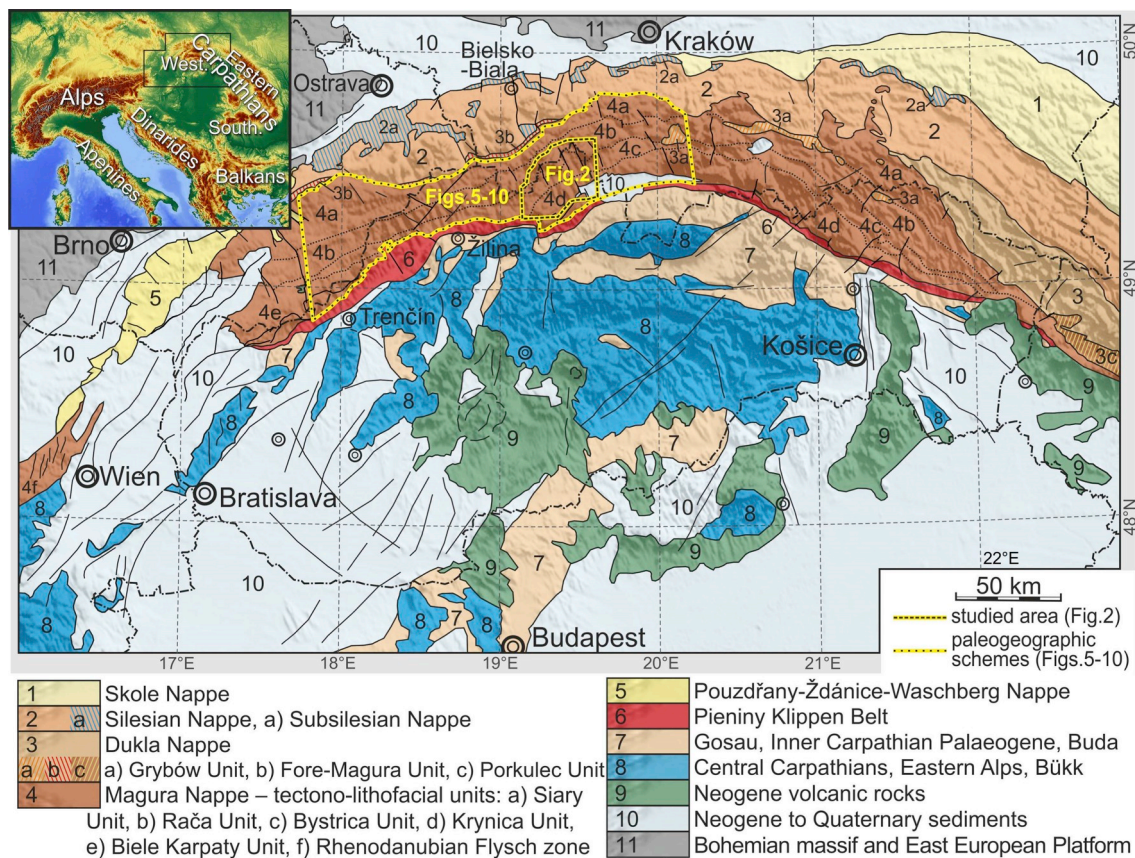 Alps
West.
Eastern
Carpathians
South.
Dinarides
Apenines
Balkans
10
Bielsko
-Biala
11
Kraków
10
50°N
Ostrava
11
2a
2
2a
1
4a
3b
4b
4c
3a
3a
2a
2
2a
2
3b
4a
Figs.5-10
Fig.2
4d
10
3a
4a
3a
4b
4c
4d
Brno
11
5
4b
6
Žilina
8
6
7
49°N
4e
Trenčín
8
8
3
10
7
8
Košice
3c
10
8
9
10
9
8
9
7
9
4f
Wien
8
Bratislava
10
8
10
9
48°N
10
9
7
22°E
8
8
7
8
Budapest
17°E
18°E
19°E
20°E
21°E
50 km
studied area (Fig.2)
paleogeographic
schemes (Figs.5-10)
1 Skole Nappe
2 a Silesian Nappe, a) Subsilesian Nappe
3 Dukla Nappe
a b c a) Grybów Unit, b) Fore-Magura Unit, c) Porkulec Unit
4 Magura Nappe – tectono-lithofacial units: a) Siary
Unit, b) Rača Unit, c) Bystrica Unit, d) Krynica Unit,
e) Biele Karpaty Unit, f) Rhenodanubian Flysch zone
5 Pouzdřany-Ždánice-Waschberg Nappe
6 Pieniny Klippen Belt
7 Gosau, Inner Carpathian Palaeogene, Buda
8 Central Carpathians, Eastern Alps, Bükk
9 Neogene volcanic rocks
10 Neogene to Quaternary sediments
11 Bohemian massif and East European Platform